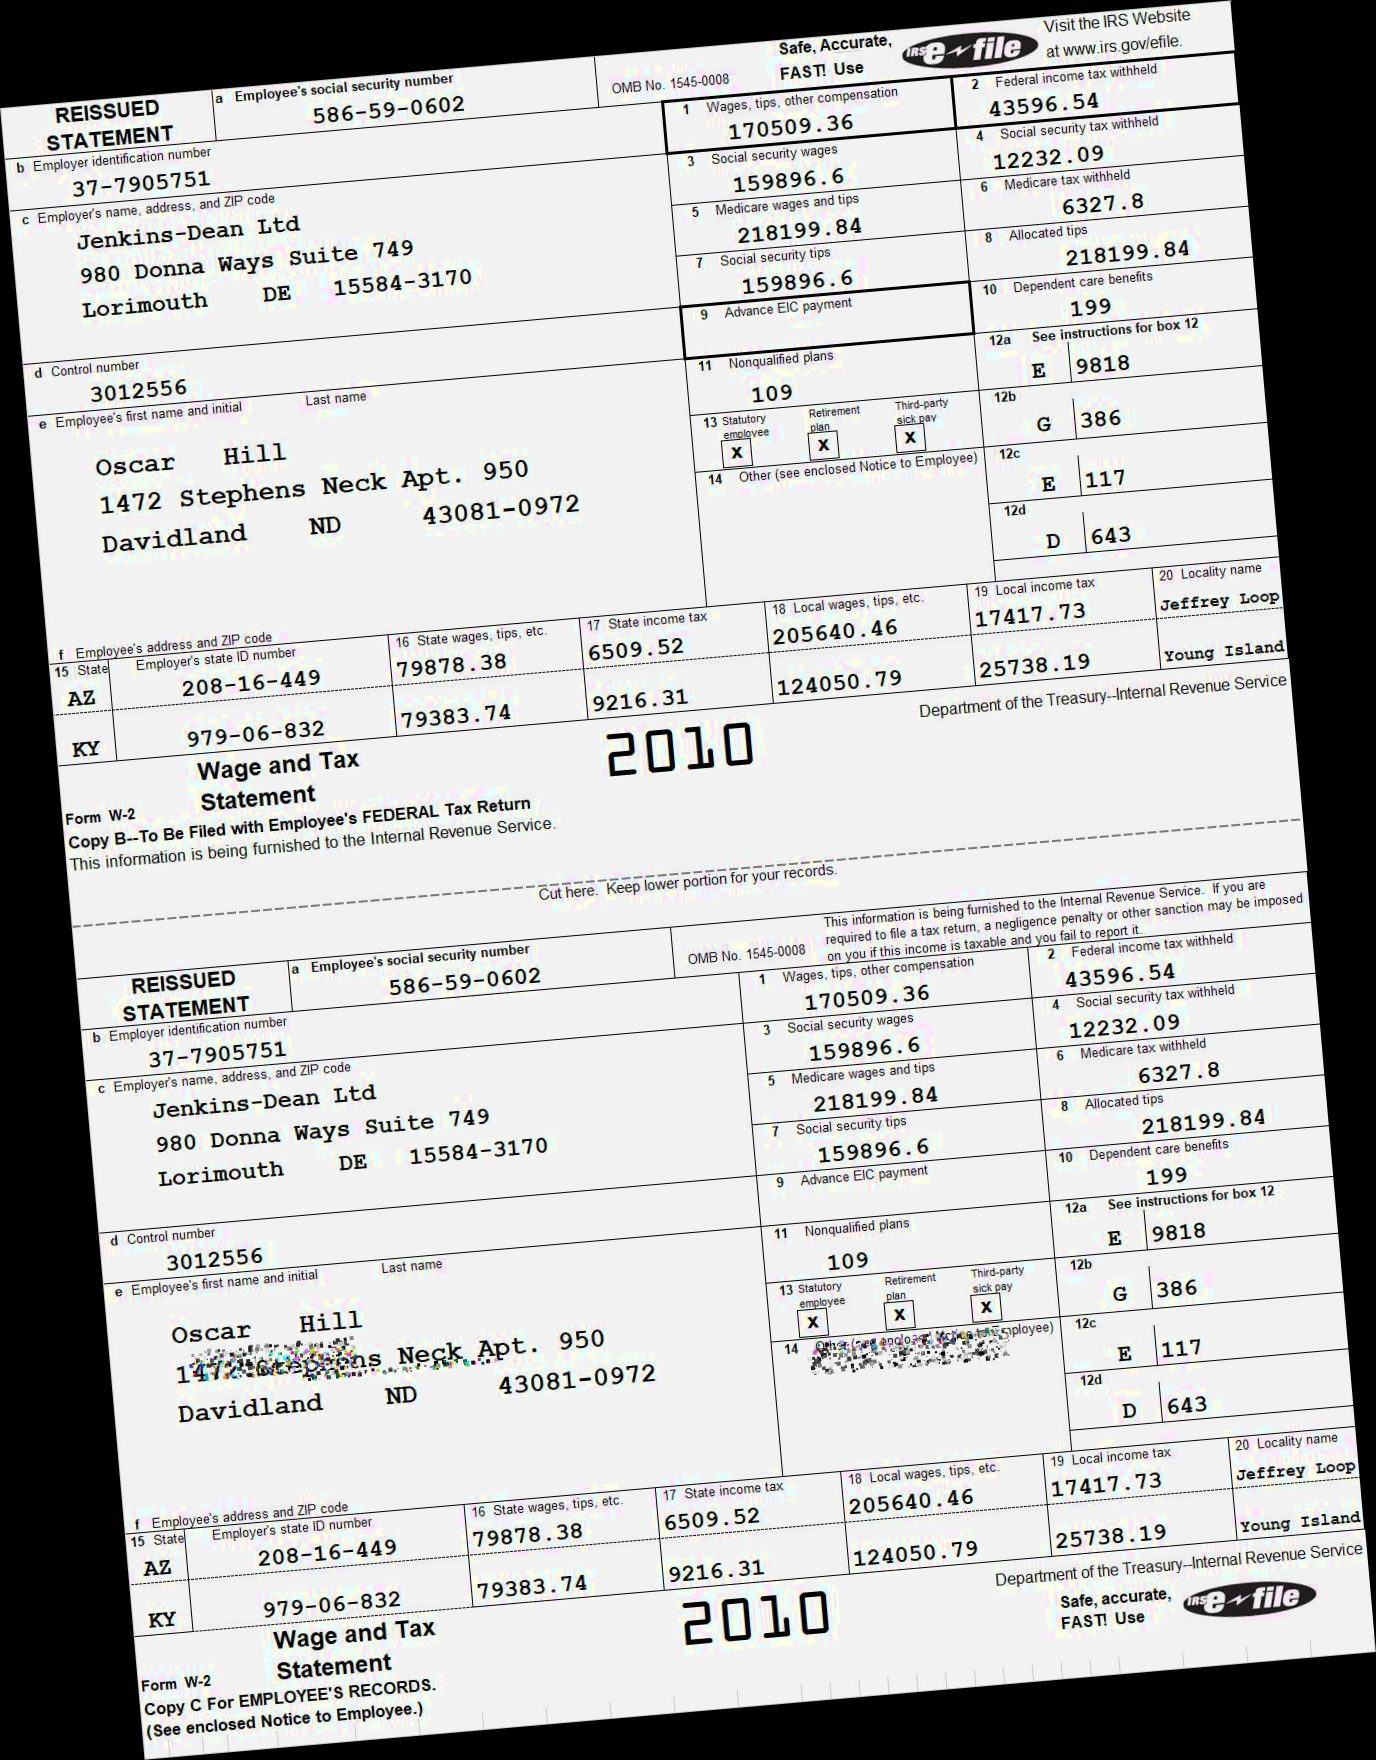 Safe, Accurate,
FAST! Use
IRS e-file
Visit the IRS Website
at www.irs.gov/efile.
REISSUED
STATEMENT
a Employee's social security number
586-59-0602
OMB No. 1545-0008
1 Wages, tips, other compensation
170509.36
2 Federal income tax withheld
43596.54
b Employer identification number
37-7905751
3 Social security wages
159896.6
4 Social security tax withheld
12232.09
c Employer's name, address, and ZIP code
Jenkins-Dean Ltd
980 Donna Ways Suite 749
Lorimouth DE 15584-3170
5 Medicare wages and tips
218199.84
6 Medicare tax withheld
6327.8
7 Social security tips
159896.6
8 Allocated tips
218199.84
9 Advance EIC payment
10 Dependent care benefits
199
d Control number
3012556
11 Nonqualified plans
109
12a See instructions for box 12
E 9818
e Employee's first name and initial Last name
Oscar Hill
1472 Stephens Neck Apt. 950
Davidland ND 43081-0972
13 Statutory employee
X
Retirement plan
X
Third-party sick pay
X
12b
G 386
14 Other (see enclosed Notice to Employee)
12c
E 117
12d
D 643
f Employee's address and ZIP code
15 State Employer's state ID number
16 State wages, tips, etc.
17 State income tax
18 Local wages, tips, etc.
19 Local income tax
20 Locality name
AZ 208-16-449 79878.38 6509.52 205640.46 17417.73 Jeffrey Loop
KY 979-06-832 79383.74 9216.31 124050.79 25738.19 Young Island
Form W-2
Wage and Tax
Statement
2010
Department of the Treasury--Internal Revenue Service
Copy B--To Be Filed with Employee's FEDERAL Tax Return
This information is being furnished to the Internal Revenue Service.
Cut here. Keep lower portion for your records.
This information is being furnished to the Internal Revenue Service. If you are
required to file a tax return, a negligence penalty or other sanction may be imposed
on you if this income is taxable and you fail to report it.
REISSUED
STATEMENT
a Employee's social security number
586-59-0602
OMB No. 1545-0008
1 Wages, tips, other compensation
170509.36
2 Federal income tax withheld
43596.54
b Employer identification number
37-7905751
3 Social security wages
159896.6
4 Social security tax withheld
12232.09
c Employer's name, address, and ZIP code
Jenkins-Dean Ltd
980 Donna Ways Suite 749
Lorimouth DE 15584-3170
5 Medicare wages and tips
218199.84
6 Medicare tax withheld
6327.8
7 Social security tips
159896.6
8 Allocated tips
218199.84
9 Advance EIC payment
10 Dependent care benefits
199
d Control number
3012556
11 Nonqualified plans
109
12a See instructions for box 12
E 9818
e Employee's first name and initial Last name
Oscar Hill
1472 Stephens Neck Apt. 950
Davidland ND 43081-0972
13 Statutory employee
X
Retirement plan
X
Third-party sick pay
X
12b
G 386
14 Employee)
12c
E 117
12d
D 643
f Employee's address and ZIP code
15 State Employer's state ID number
16 State wages, tips, etc.
17 State income tax
18 Local wages, tips, etc.
19 Local income tax
20 Locality name
AZ 208-16-449 79878.38 6509.52 205640.46 17417.73 Jeffrey Loop
KY 979-06-832 79383.74 9216.31 124050.79 25738.19 Young Island
Form W-2
Wage and Tax
Statement
2010
Department of the Treasury--Internal Revenue Service
Safe, accurate,
FAST! Use
IRS e-file
Copy C For EMPLOYEE'S RECORDS.
(See enclosed Notice to Employee.)